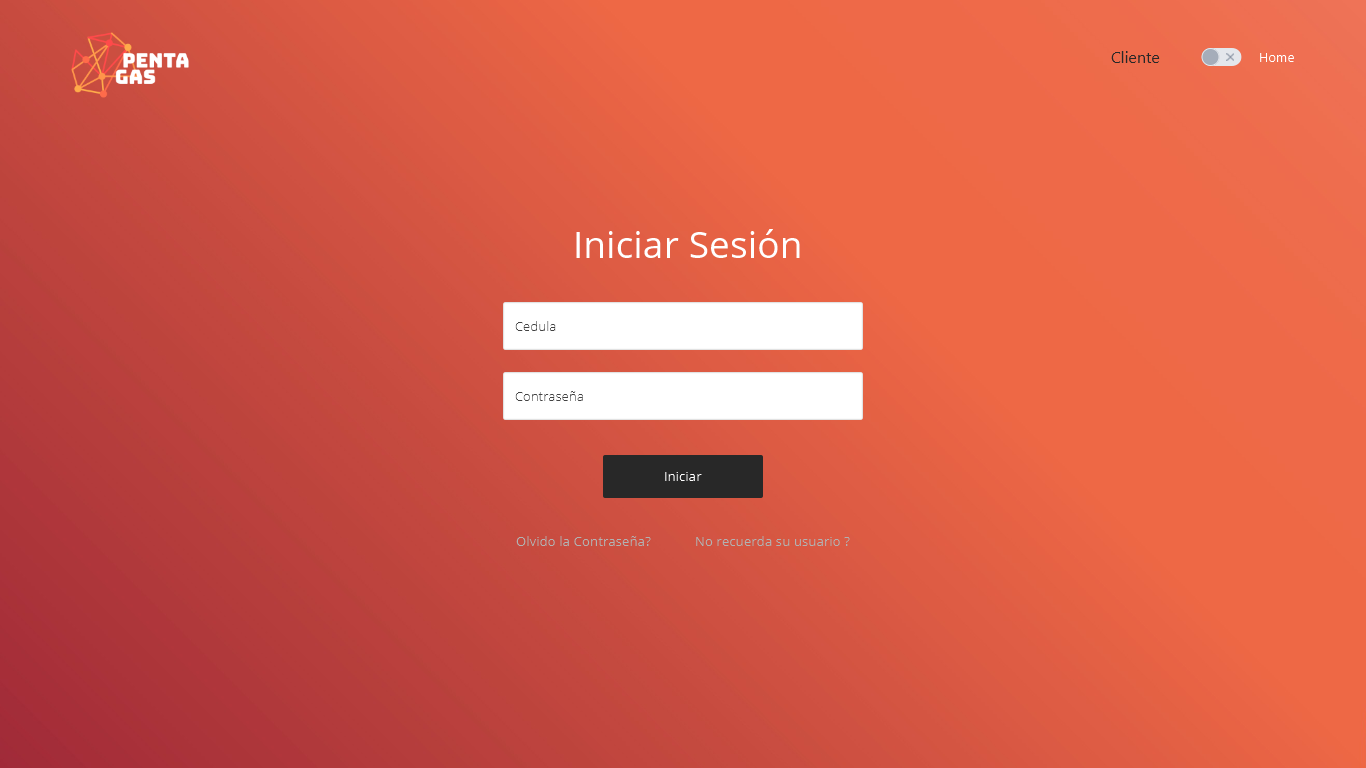 PENTA
GAS
Cliente
Home
Iniciar Sesión
Cedula
Contraseña
Iniciar
Olvido la Contraseña?
No recuerda su usuario ?